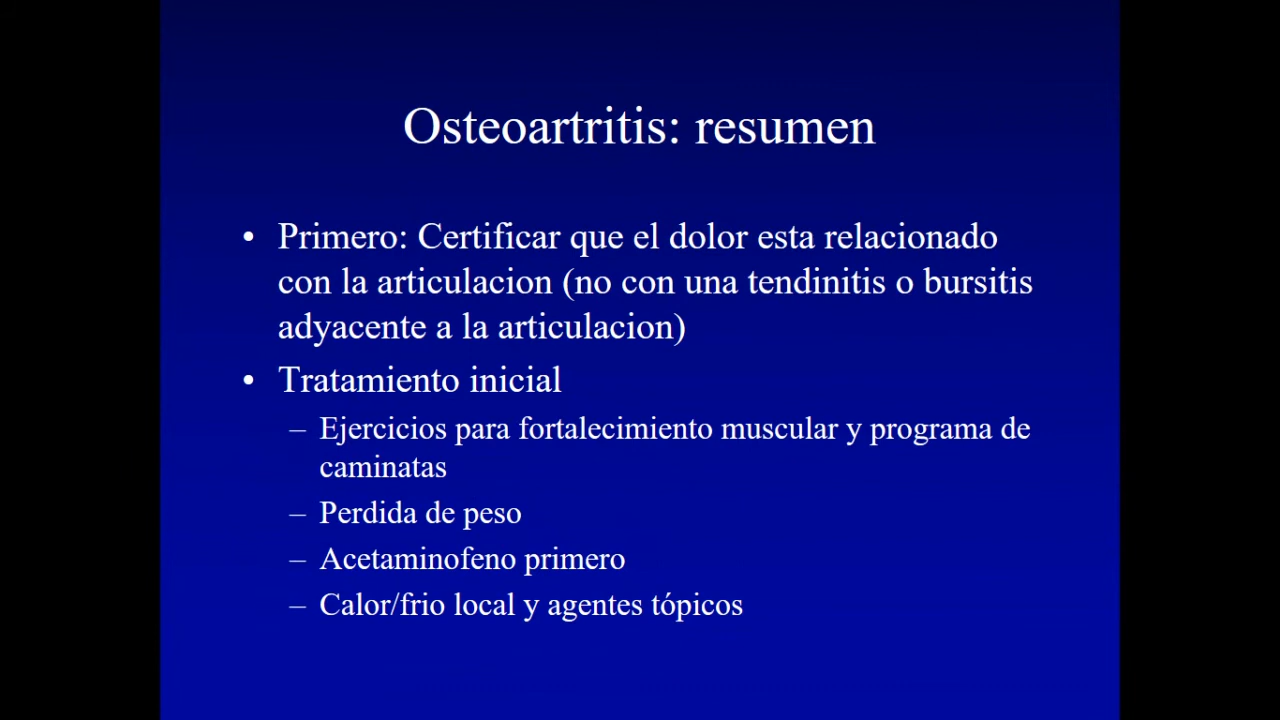 Osteoartritis: resumen
• Primero: Certificar que el dolor esta relacionado
con la articulacion (no con una tendinitis o bursitis
adyacente a la articulacion)
• Tratamiento inicial
– Ejercicios para fortalecimiento muscular y programa de
caminatas
– Perdida de peso
– Acetaminofeno primero
– Calor/frio local y agentes tópicos